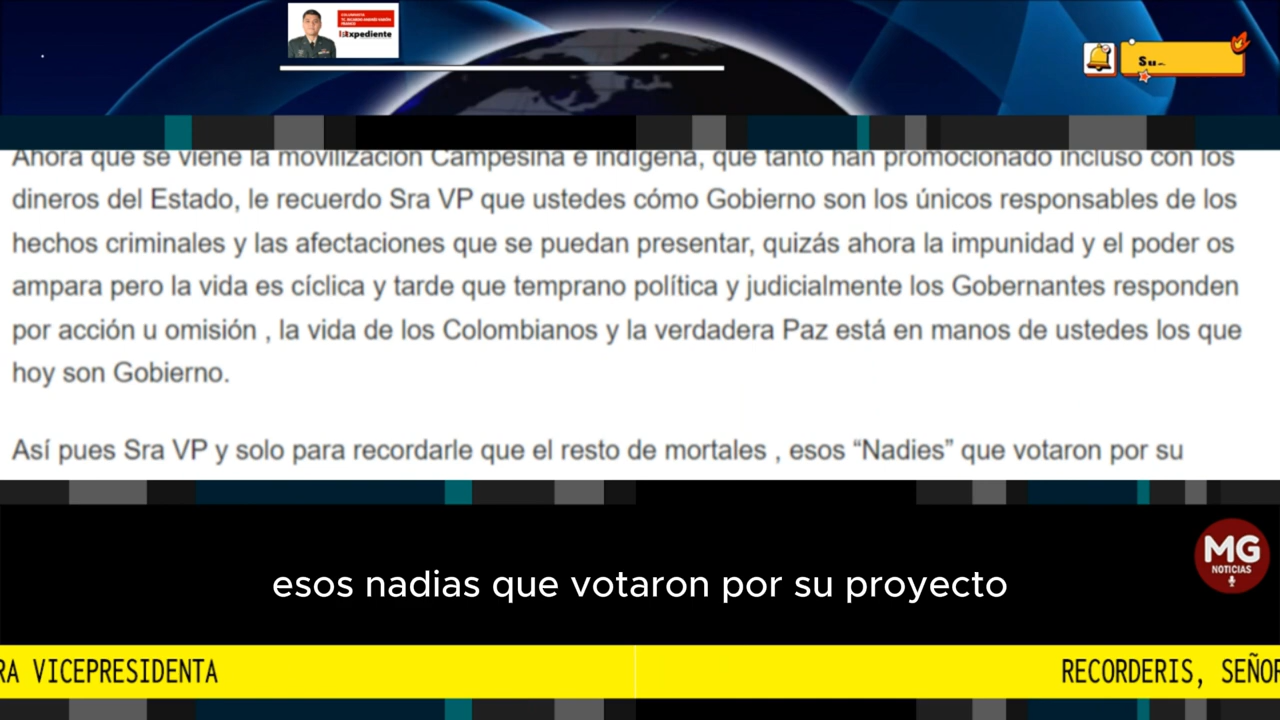 Expediente
Su
Ahora que se viene la movilización Campesina e Indígena, que tanto han promocionado incluso con los
dineros del Estado, le recuerdo Sra VP que ustedes cómo Gobierno son los únicos responsables de los
hechos criminales y las afectaciones que se puedan presentar, quizás ahora la impunidad y el poder os
ampara pero la vida es cíclica y tarde que temprano política y judicialmente los Gobernantes responden
por acción u omisión , la vida de los Colombianos y la verdadera Paz está en manos de ustedes los que
hoy son Gobierno.
Así pues Sra VP y solo para recordarle que el resto de mortales , esos “Nadies” que votaron por su
MG
NOTICIAS
esos nadias que votaron por su proyecto
RA VICEPRESIDENTA
RECORDERIS, SEÑOR